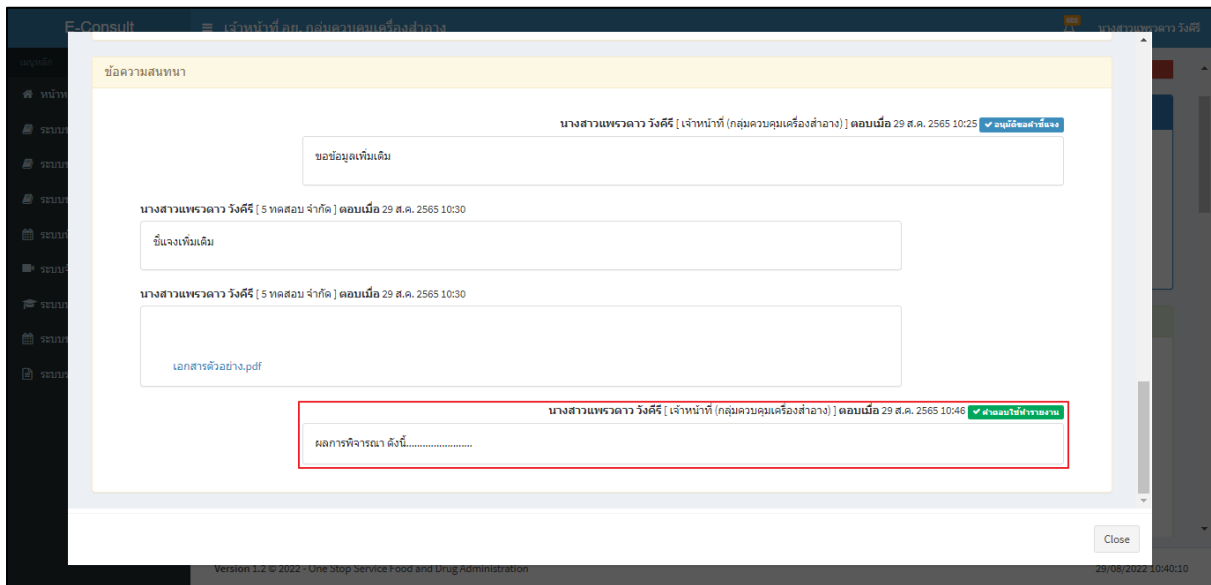 E-Consult
เจ้าหน้าที่ อย. กลุ่มควบคุมเครื่องสำอาง
นางสาวแพรวดาว วังคีรี
เมนูหลัก
ข้อความสนทนา
นางสาวแพรวดาว วังคีรี [ เจ้าหน้าที่ (กลุ่มควบคุมเครื่องสำอาง) ] ตอบเมื่อ 29 ส.ค. 2565 10:25 อนุมัติขอคำชี้แจง
ขอข้อมูลเพิ่มเติม
นางสาวแพรวดาว วังคีรี [ 5 ทดสอบ จำกัด ] ตอบเมื่อ 29 ส.ค. 2565 10:30
ชี้แจงเพิ่มเติม
นางสาวแพรวดาว วังคีรี [ 5 ทดสอบ จำกัด ] ตอบเมื่อ 29 ส.ค. 2565 10:30
เอกสารตัวอย่าง.pdf
นางสาวแพรวดาว วังคีรี [ เจ้าหน้าที่ (กลุ่มควบคุมเครื่องสำอาง) ] ตอบเมื่อ 29 ส.ค. 2565 10:46 คำตอบใช้ทำรายงาน
ผลการพิจารณา ดังนี้........................
Close
Version 1.2 © 2022 - One Stop Service Food and Drug Administration
29/08/2022 10:40:10